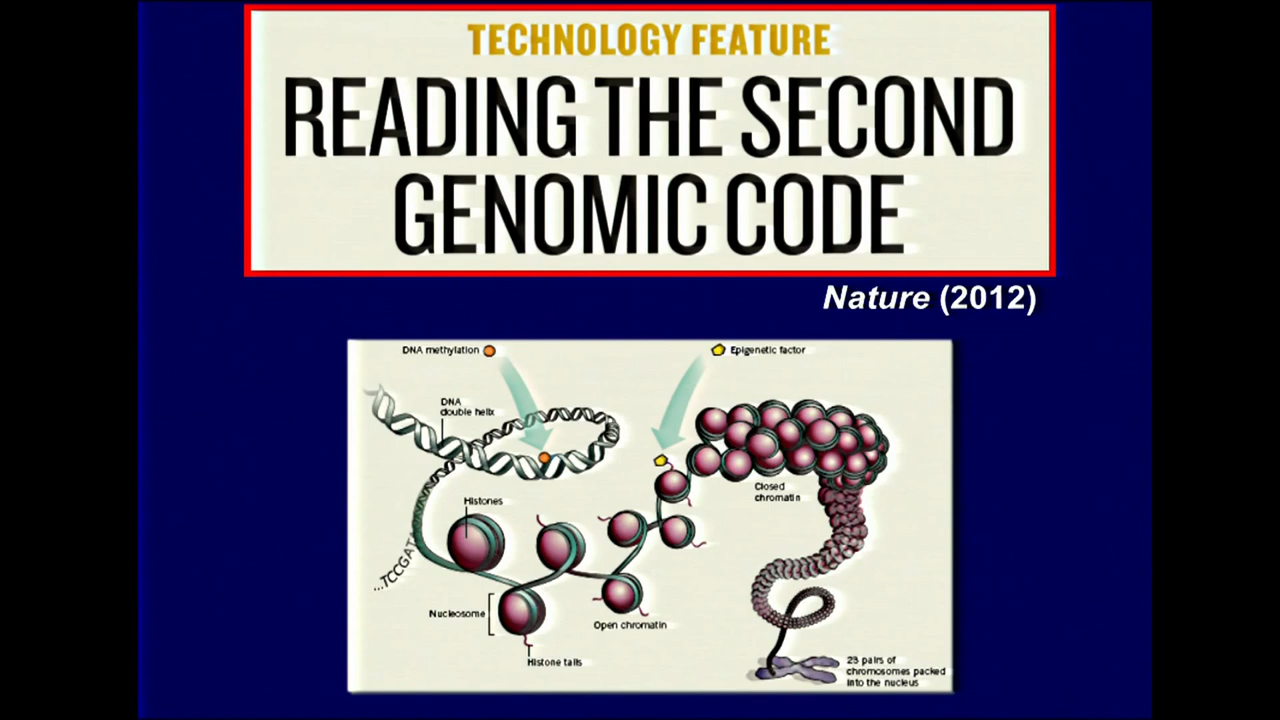 TECHNOLOGY FEATURE
READING THE SECOND
GENOMIC CODE
Nature (2012)
DNA methylation
Epigenetic factor
DNA
double helix
Histones
Closed
chromatin
...TCCGAT
Nucleosome
Open chromatin
Histone tails
23 pairs of
chromosomes packed
into the nucleus